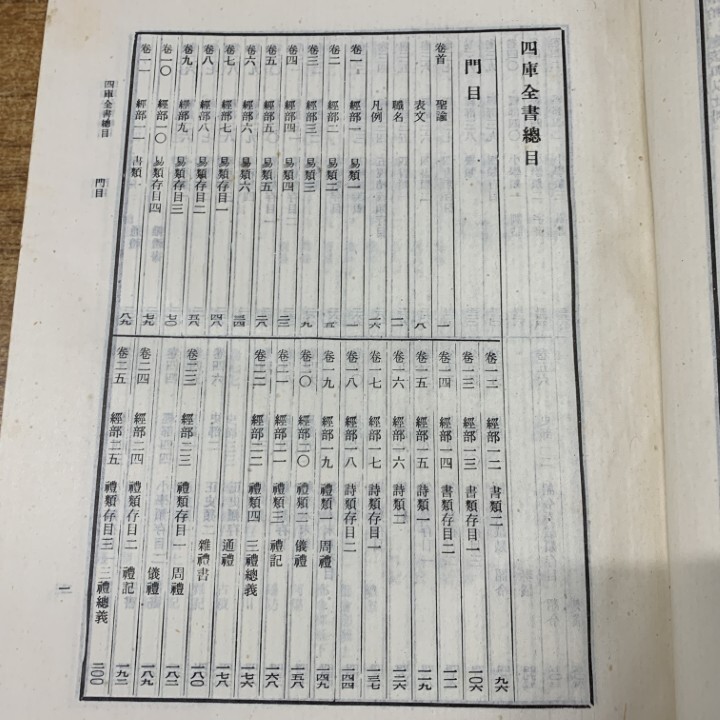 四庫全書總目
門目
卷首 聖諭 一
表文 八
職名 一一
凡例 一六
卷一 經部一 易類一 一
卷二 經部二 易類二
卷三 經部三 易類三 九
卷四 經部四 易類四 二三
卷五 經部五 易類五 二八
卷六 經部六 易類六 三四
卷七 經部七 易類存目一 四八
卷八 經部八 易類存目二 五八
卷九 經部九 易類存目三 七〇
卷一〇 經部一〇 易類存目四 七九
卷一一 經部一一 書類一 八九
卷一二 經部一二 書類二 九六
卷一三 經部一三 書類存目一 一〇六
卷一四 經部一四 書類存目二 一一一
卷一五 經部一五 詩類一 一一九
卷一六 經部一六 詩類二 一二六
卷一七 經部一七 詩類存目一 一三七
卷一八 經部一八 詩類存目二 一四四
卷一九 經部一九 禮類一 周禮 一四九
卷二〇 經部二〇 禮類二 儀禮 一五八
卷二一 經部二一 禮類三 禮記 一六八
卷二二 經部二二 禮類四 三禮總義 一七六
通禮 一七八
雜禮書 一八〇
卷二三 經部二三 禮類存目一 周禮 一八二
儀禮 一八九
卷二四 經部二四 禮類存目二 禮記 一九二
卷二五 經部二五 禮類存目三 三禮總義 二〇〇
四庫全書總目 門目 一